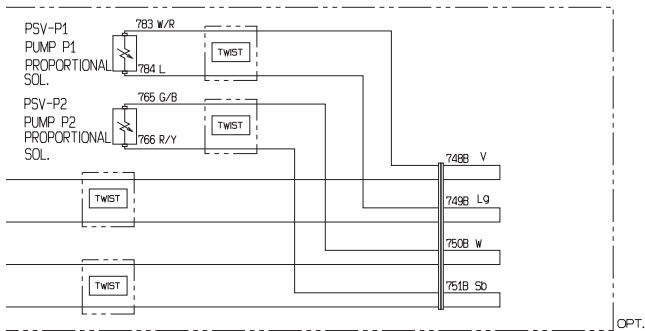 PSV-P1
PUMP P1
PROPORTIONAL
SOL.
783 W/R
TWIST
784 L
PSV-P2
PUMP P2
PROPORTIONAL
SOL.
765 G/B
TWIST
766 R/Y
748B V
TWIST
749B Lg
750B W
TWIST
751B Sb
OPT.